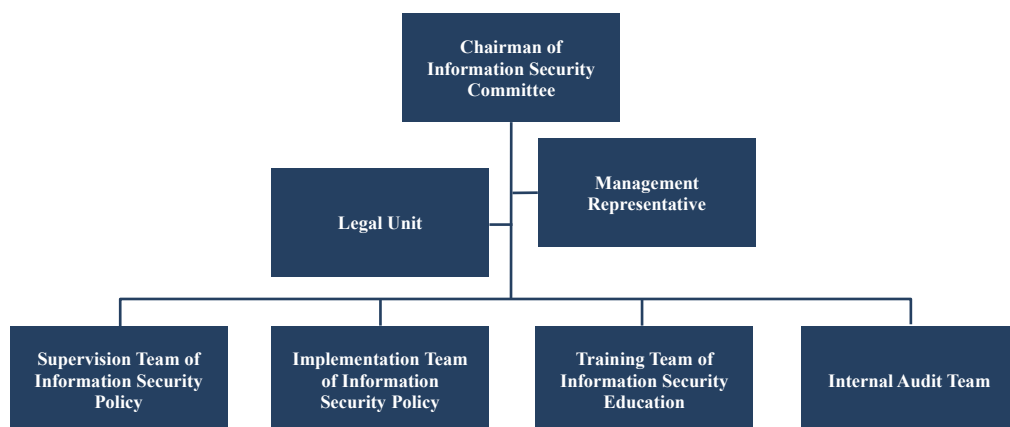 Chairman of
Information Security
Committee
Management
Representative
Legal Unit
Supervision Team of
Information Security
Policy
Implementation Team
of Information
Security Policy
Training Team of
Information Security
Education
Internal Audit Team